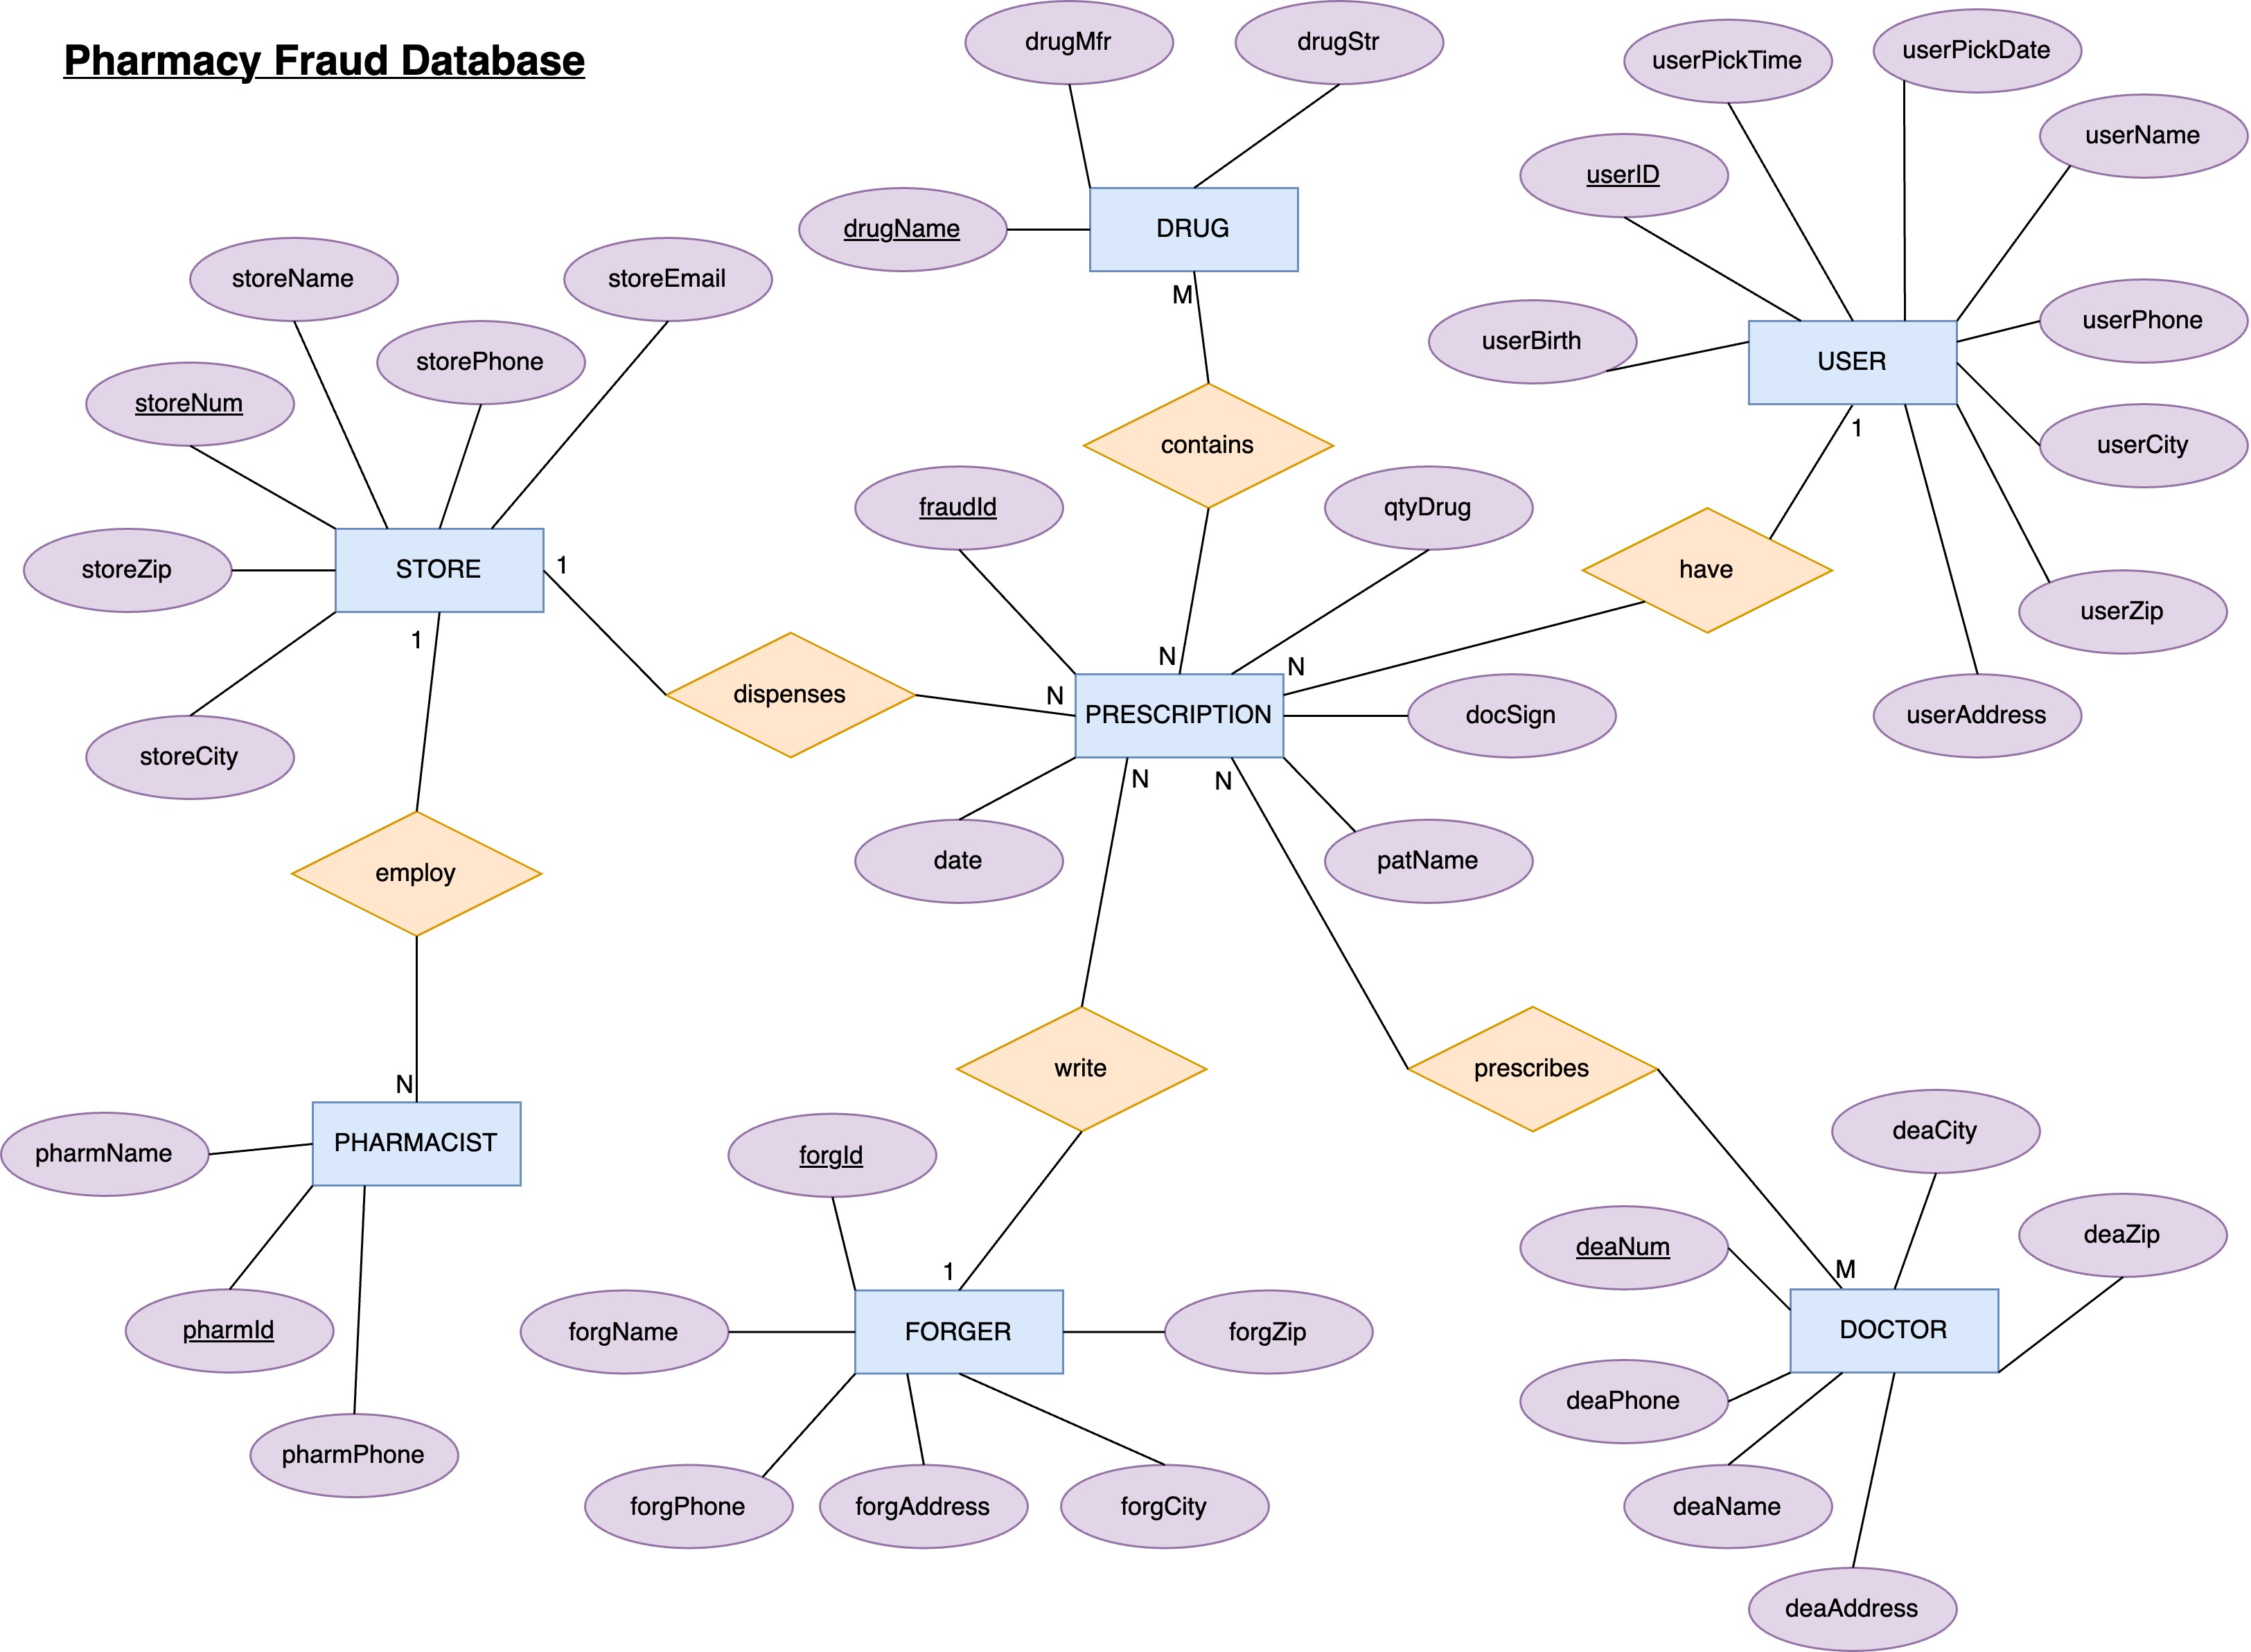 Pharmacy Fraud Database
drugMfr
drugStr
userPickTime
userPickDate
userName
userID
drugName
DRUG
storeName
storeEmail
M
userPhone
userBirth
USER
storePhone
storeNum
1
contains
userCity
fraudId
qtyDrug
storeZip
STORE
1
have
userZip
1
N
N
dispenses
N
PRESCRIPTION
docSign
userAddress
storeCity
N
N
date
patName
employ
write
prescribes
N
deaCity
PHARMACIST
pharmName
forgId
deaNum
deaZip
1
M
pharmId
forgName
FORGER
forgZip
DOCTOR
deaPhone
pharmPhone
forgPhone
forgAddress
forgCity
deaName
deaAddress